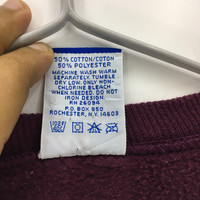 50% COTTON/COTON
50% POLYESTER
MACHINE WASH WARM
SEPARATELY, TUMBLE
DRY LOW. ONLY NON-
CHLORINE BLEACH
WHEN NEEDED. DO NOT
IRON DESIGN.
RN 26094
P.O. BOX 850
ROCHESTER, N.Y. 14603